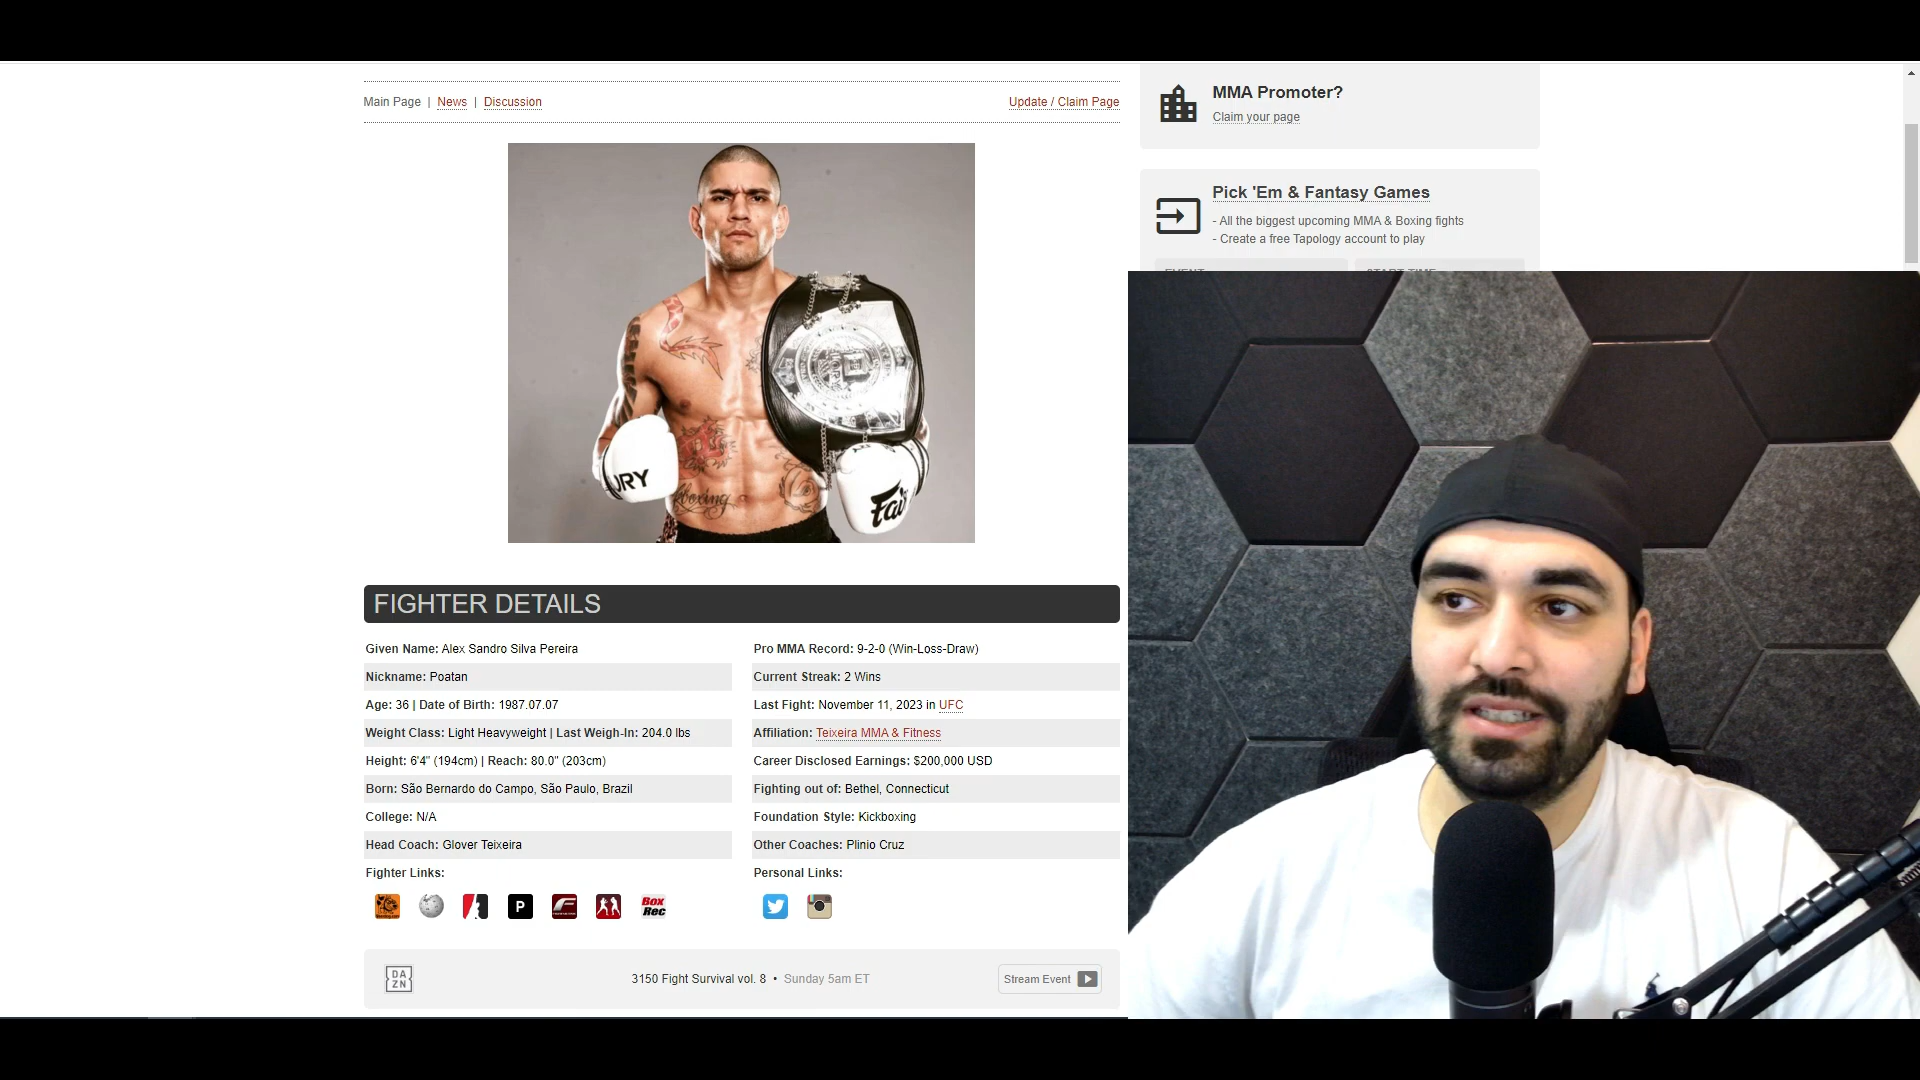 Main Page | News | Discussion
Update / Claim Page
MMA Promoter?
Claim your page
Pick 'Em & Fantasy Games
- All the biggest upcoming MMA & Boxing fights
- Create a free Tapology account to play
URY
kboxing
Fai
FIGHTER DETAILS
Given Name: Alex Sandro Silva Pereira
Pro MMA Record: 9-2-0 (Win-Loss-Draw)
Nickname: Poatan
Current Streak: 2 Wins
Age: 36 | Date of Birth: 1987.07.07
Last Fight: November 11, 2023 in UFC
Weight Class: Light Heavyweight | Last Weigh-In: 204.0 lbs
Affiliation: Teixeira MMA & Fitness
Height: 6'4" (194cm) | Reach: 80.0" (203cm)
Career Disclosed Earnings: $200,000 USD
Born: São Bernardo do Campo, São Paulo, Brazil
Fighting out of: Bethel, Connecticut
College: N/A
Foundation Style: Kickboxing
Head Coach: Glover Teixeira
Other Coaches: Plinio Cruz
Fighter Links:
Personal Links:
P
Box
Rec
DA
ZN
3150 Fight Survival vol. 8 • Sunday 5am ET
Stream Event